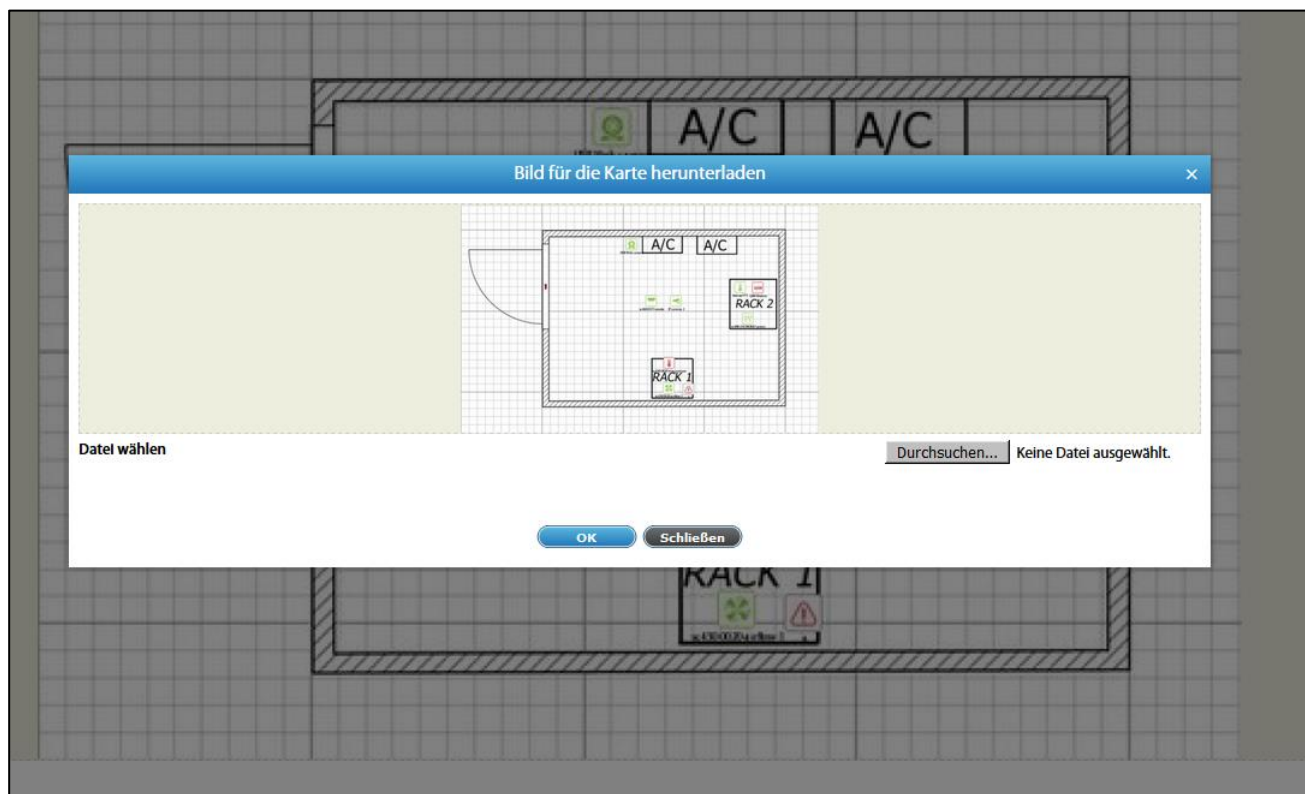 A/C A/C
Bild für die Karte herunterladen ×
A/C A/C
RACK 2
RACK 1
Datei wählen Durchsuchen... Keine Datei ausgewählt.
OK Schließen
RACK 1